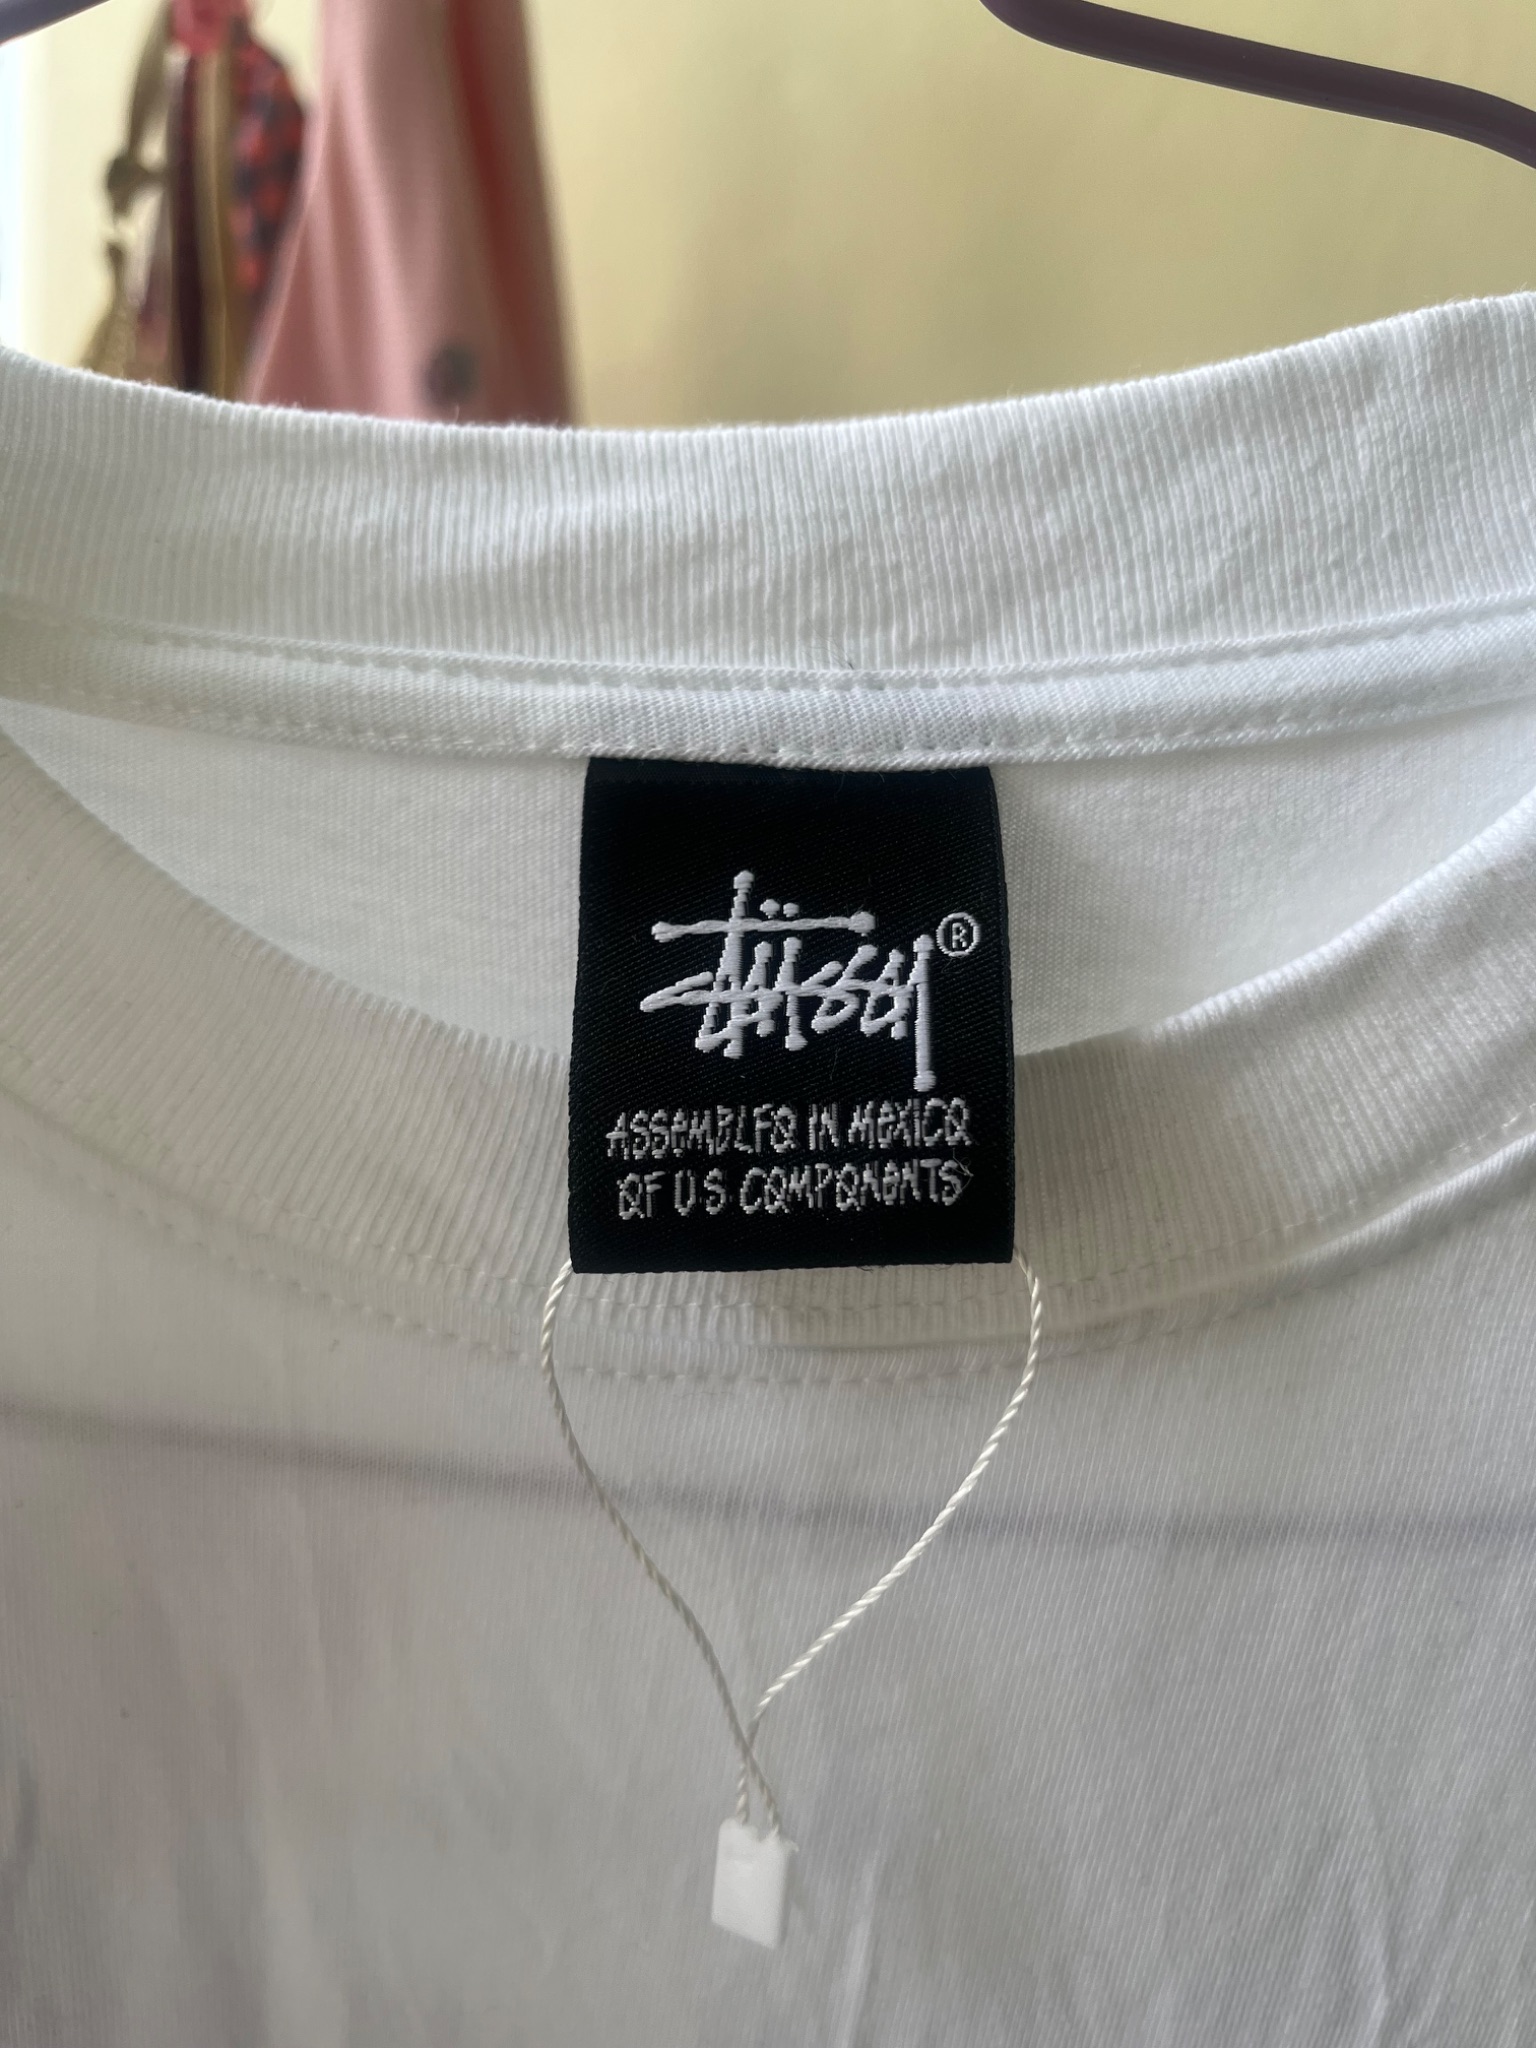 Stüssy ®
ASSEMBLED IN MEXICO
OF U.S. COMPONENTS